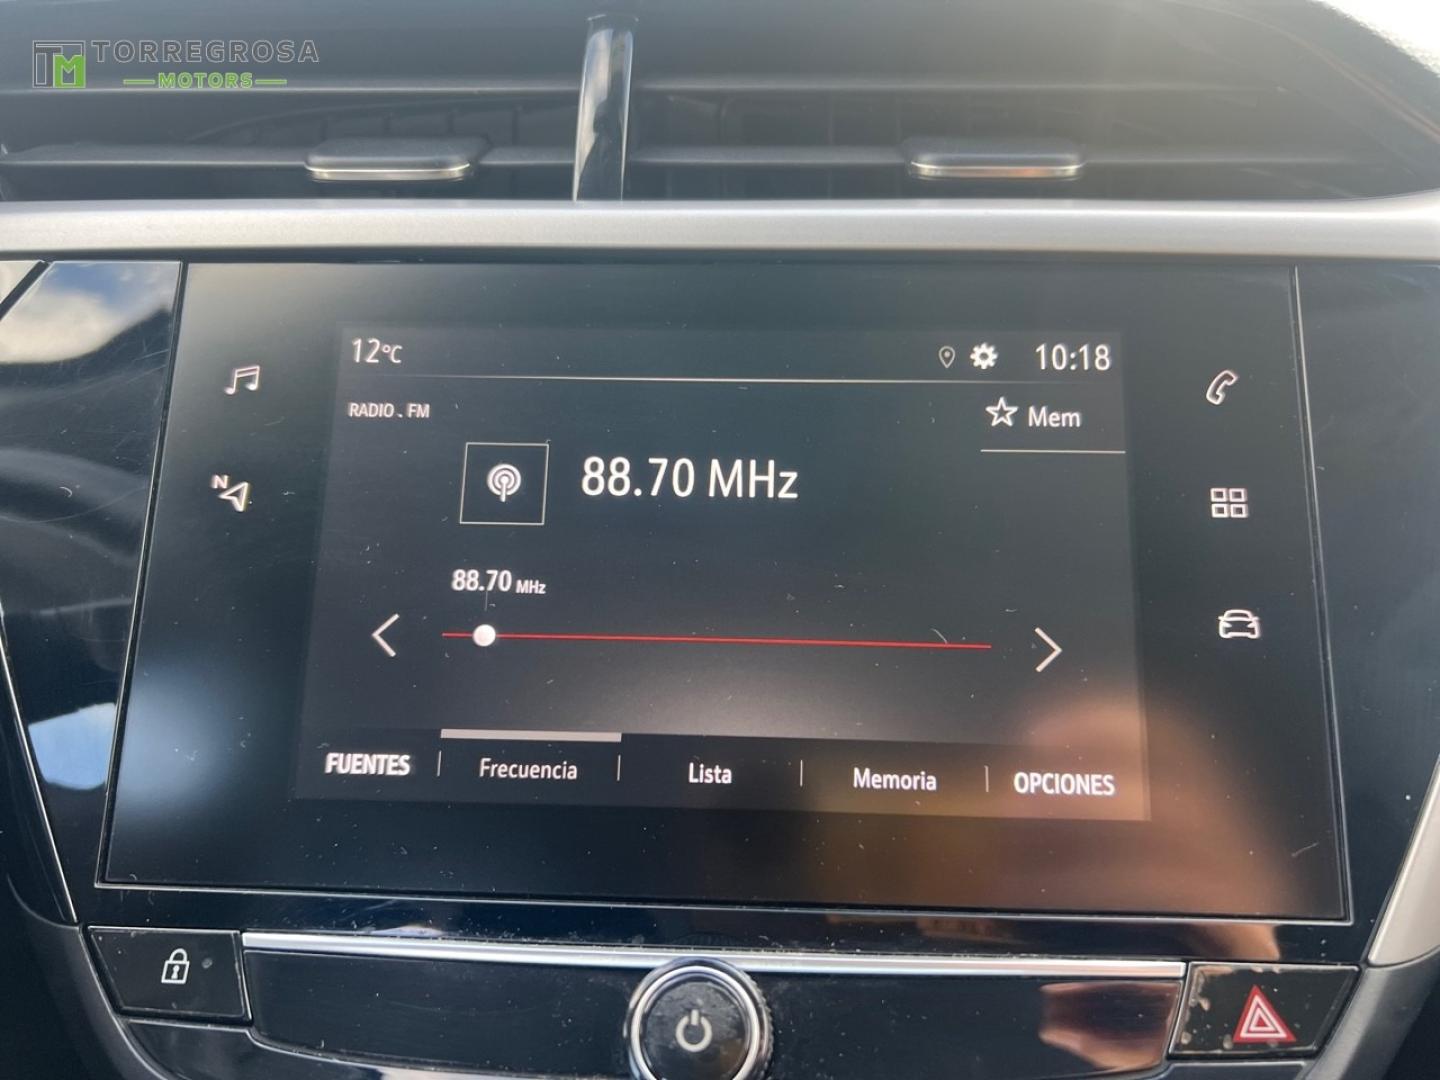 TM TORREGROSA
MOTORS
12°C
10:18
RADIO . FM
Mem
88.70 MHz
N
88.70 MHz
FUENTES
Frecuencia
Lista
Memoria
OPCIONES